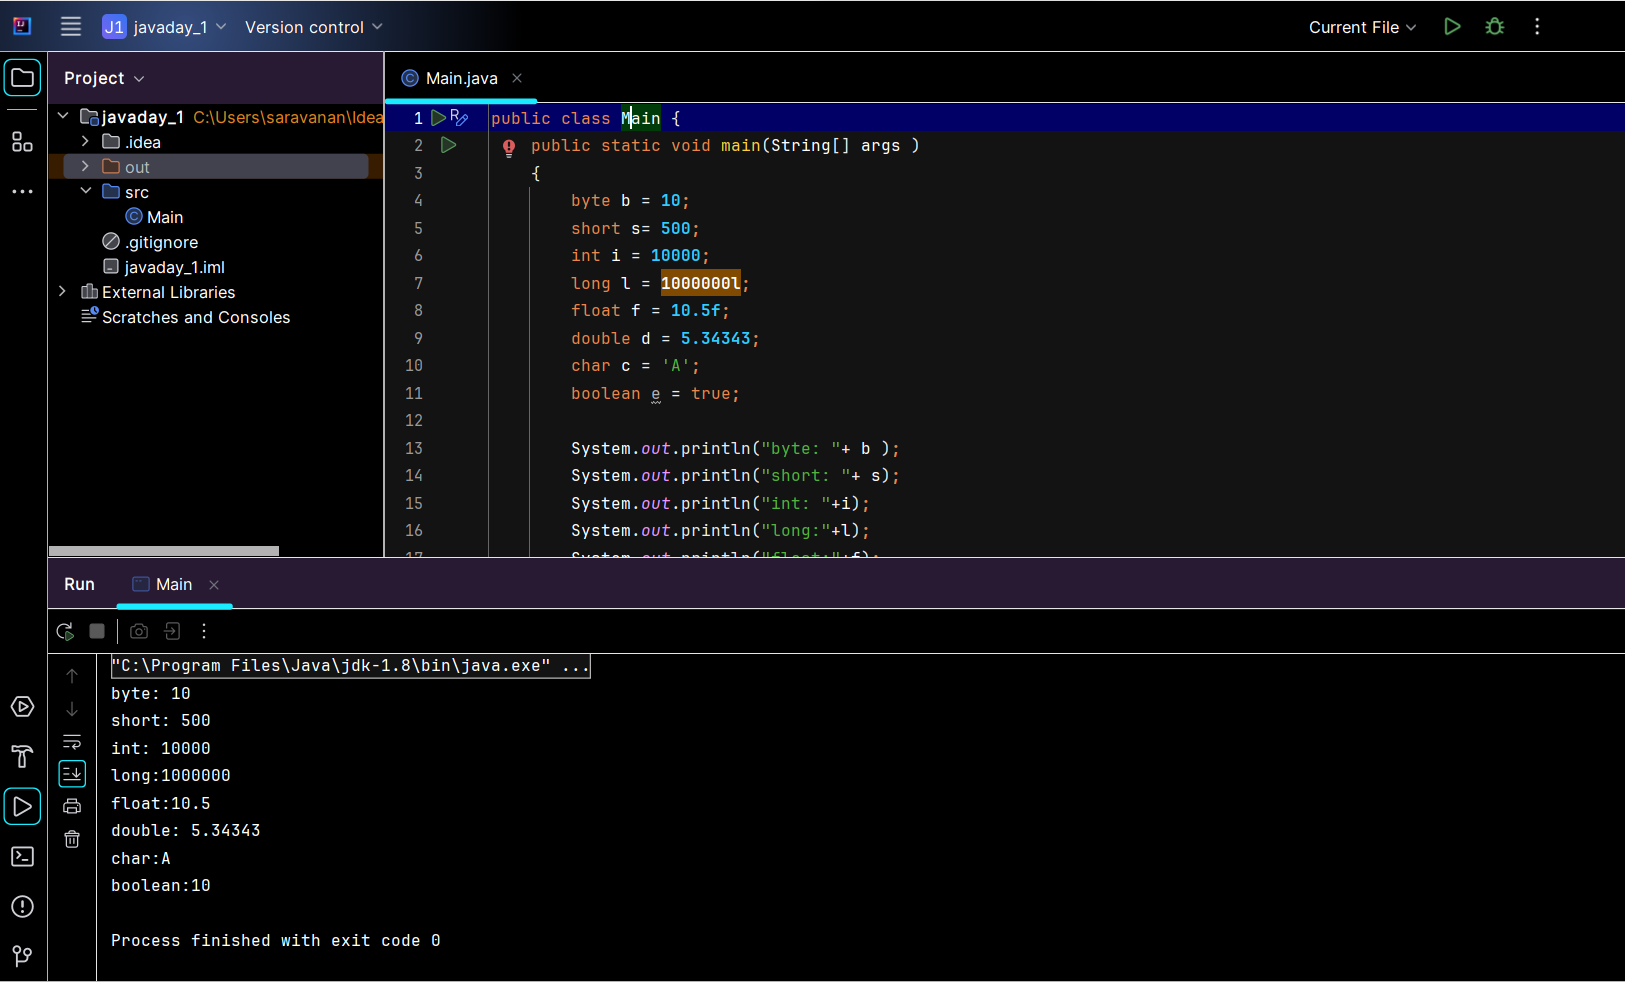 J1 javaday_1 Version control Current File
Project
Main.java
javaday_1 C:\Users\saravanan\Idea
.idea
out
src
Main
.gitignore
javaday_1.iml
External Libraries
Scratches and Consoles
1 public class Main {
2 public static void main(String[] args )
3 {
4 byte b = 10;
5 short s= 500;
6 int i = 10000;
7 long l = 1000000l;
8 float f = 10.5f;
9 double d = 5.34343;
10 char c = 'A';
11 boolean e = true;
12
13 System.out.println("byte: "+ b );
14 System.out.println("short: "+ s);
15 System.out.println("int: "+i);
16 System.out.println("long:"+l);
17 System.out.println("float:"+f);
Run Main
"C:\Program Files\Java\jdk-1.8\bin\java.exe" ...
byte: 10
short: 500
int: 10000
long:1000000
float:10.5
double: 5.34343
char:A
boolean:10
Process finished with exit code 0